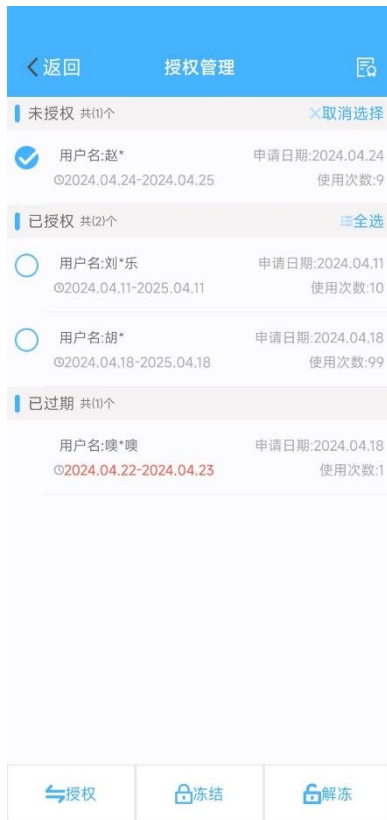 返回 授权管理
未授权 共(1)个 ×取消选择
用户名:赵* 申请日期:2024.04.24
2024.04.24-2024.04.25 使用次数:9
已授权 共(2)个 全选
用户名:刘*乐 申请日期:2024.04.11
2024.04.11-2025.04.11 使用次数:10
用户名:胡* 申请日期:2024.04.18
2024.04.18-2025.04.18 使用次数:99
已过期 共(1)个
用户名:噢*噢 申请日期:2024.04.18
2024.04.22-2024.04.23 使用次数:1
授权 冻结 解冻